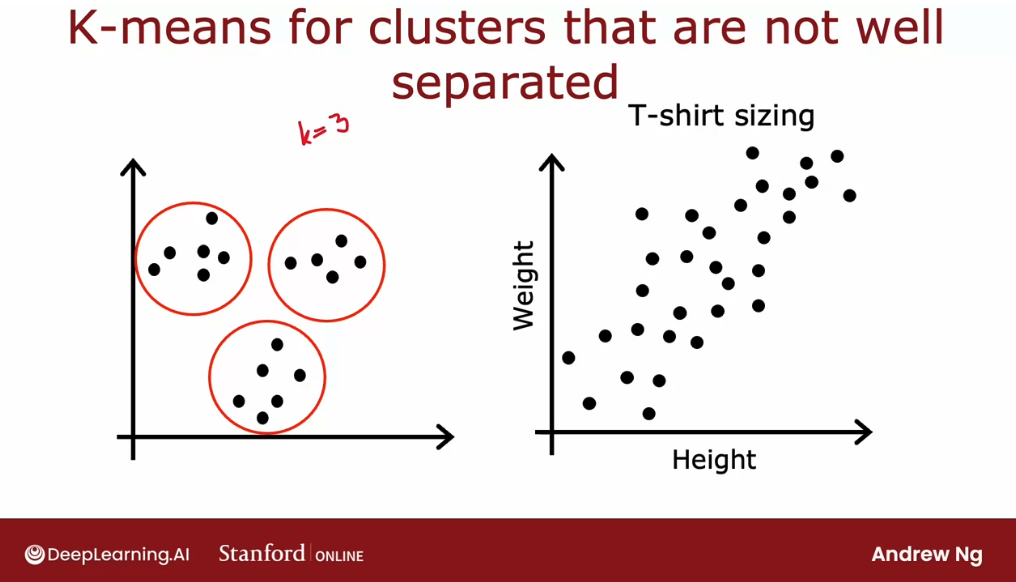 K-means for clusters that are not well
separated
k=3
T-shirt sizing
Weight
Height
DeepLearning.AI
Stanford | ONLINE
Andrew Ng